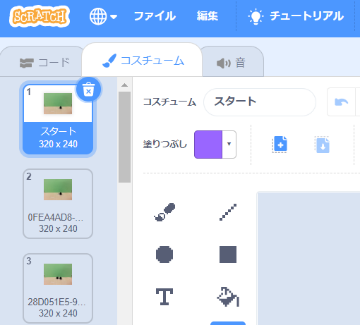 SCRATCH ファイル 編集 チュートリアル
コード コスチューム 音
1
スタート
320 x 240
2
0FEA4AD8-...
320 x 240
3
28D051E5-9...
320 x 240
コスチューム スタート
塗りつぶし
T